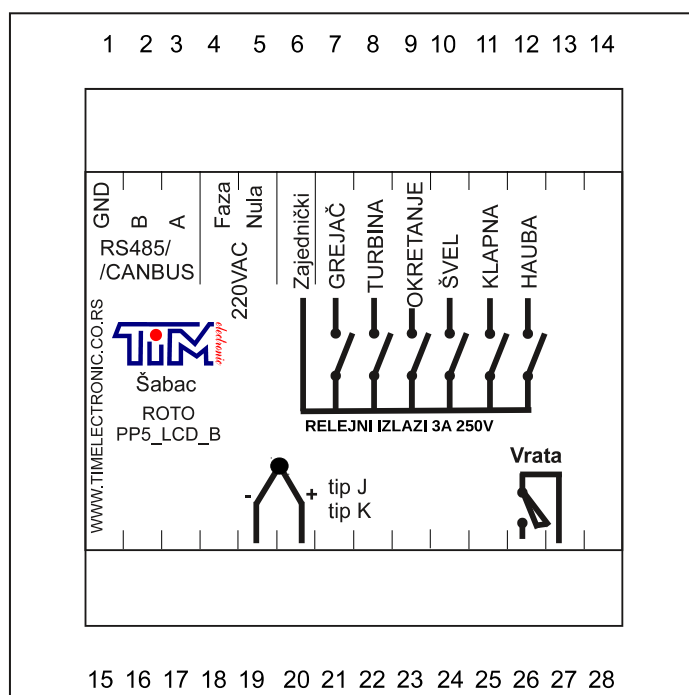 1 2 3 4 5 6 7 8 9 10 11 12 13 14
GND
B
A
RS485/
/CANBUS
Faza
Nula
220VAC
Zajednički
GREJAČ
TURBINA
OKRETANJE
ŠVEL
KLAPNA
HAUBA
TiM
electronic
Šabac
ROTO
PP5_LCD_B
WWW.TIMELECTRONIC.CO.RS
RELEJNI IZLAZI 3A 250V
- + tip J
tip K
Vrata
15 16 17 18 19 20 21 22 23 24 25 26 27 28